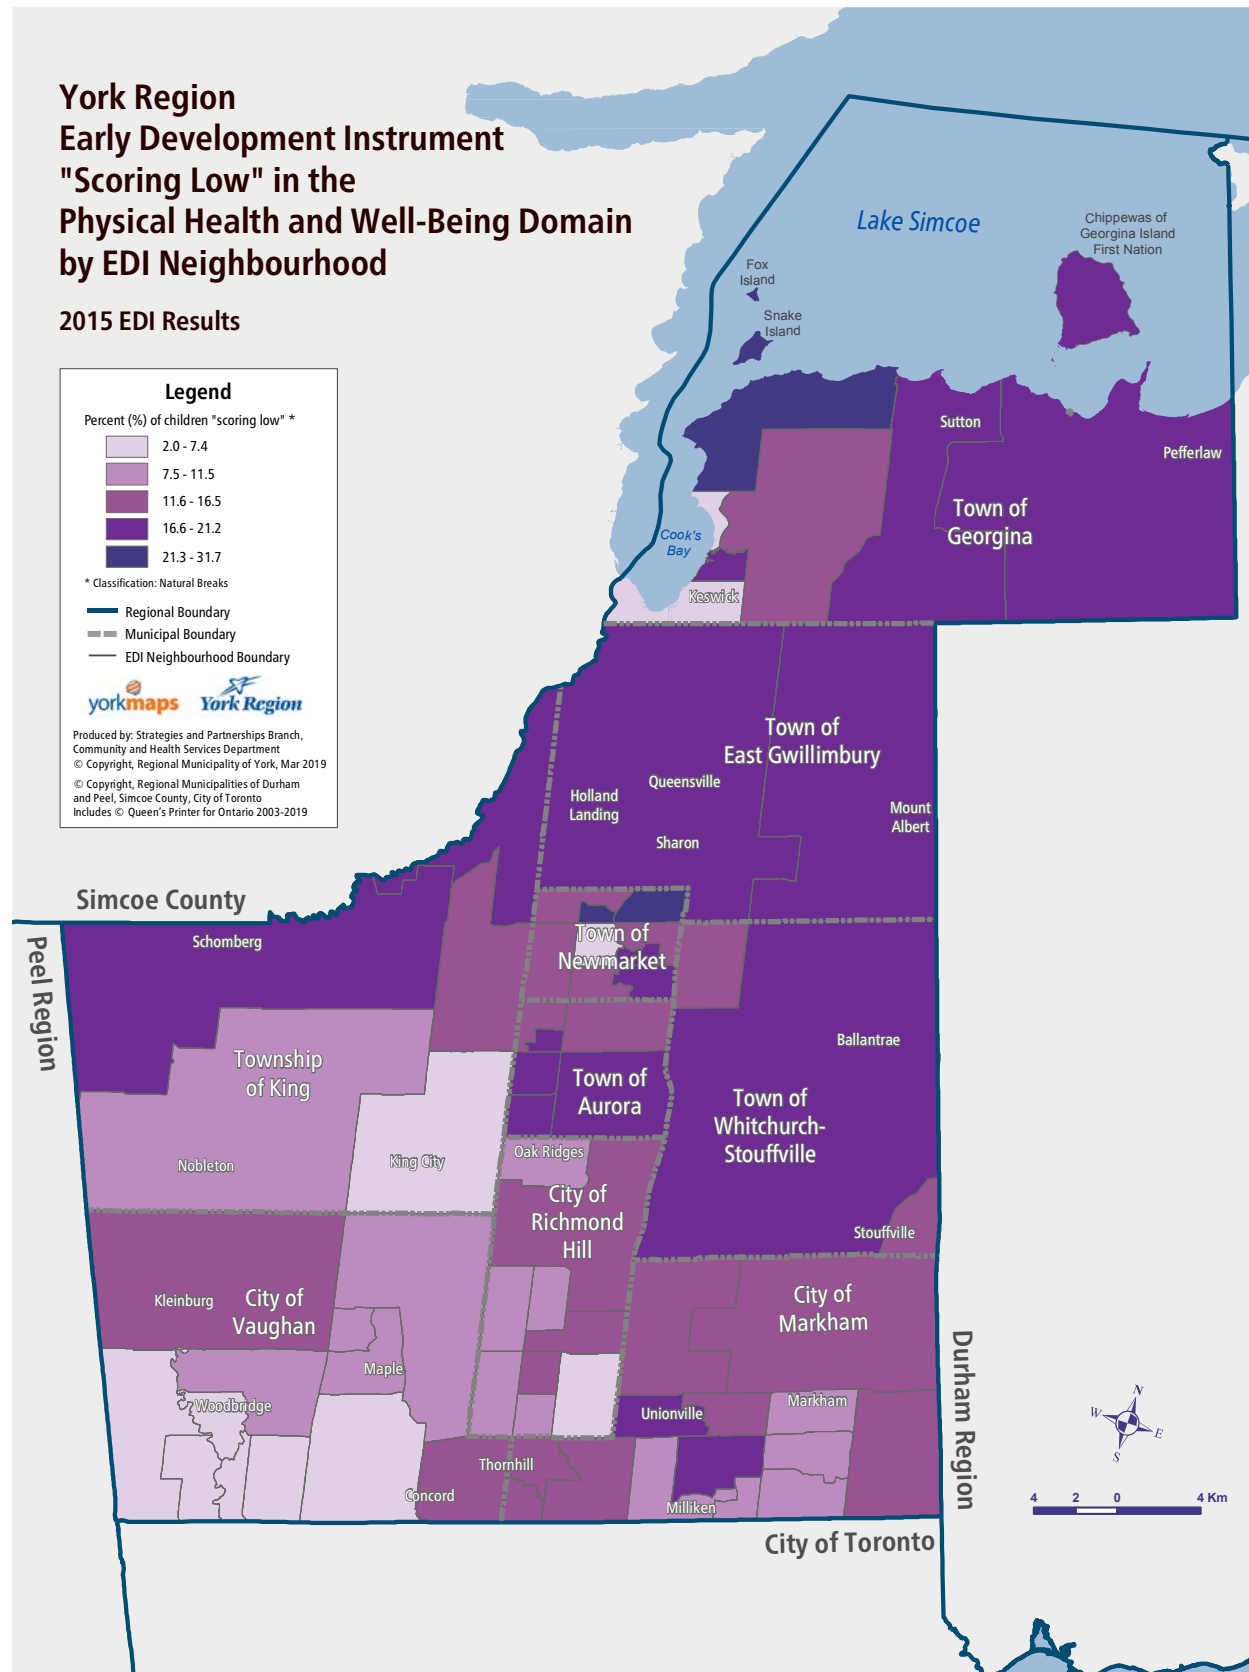 York Region
Early Development Instrument
"Scoring Low" in the
Physical Health and Well-Being Domain
by EDI Neighbourhood
2015 EDI Results
Legend
Percent (%) of children "scoring low" *
2.0 - 7.4
7.5 - 11.5
11.6 - 16.5
16.6 - 21.2
21.3 - 31.7
* Classification: Natural Breaks
Regional Boundary
Municipal Boundary
EDI Neighbourhood Boundary
yorkmaps
York Region
Produced by: Strategies and Partnerships Branch,
Community and Health Services Department
© Copyright, Regional Municipality of York, Mar 2019
© Copyright, Regional Municipalities of Durham
and Peel, Simcoe County, City of Toronto
Includes © Queen's Printer for Ontario 2003-2019
Lake Simcoe
Chippewas of
Georgina Island
First Nation
Fox
Island
Snake
Island
Sutton
Pefferlaw
Town of
Georgina
Cook's
Bay
Keswick
Town of
East Gwillimbury
Queensville
Holland
Landing
Mount
Albert
Sharon
Simcoe County
Peel Region
Schomberg
Town of
Newmarket
Ballantrae
Township
of King
Town of
Aurora
Town of
Whitchurch-
Stouffville
Nobleton
King City
Oak Ridges
City of
Richmond
Hill
Stouffville
Kleinburg
City of
Vaughan
City of
Markham
Maple
Woodbridge
Unionville
Markham
Thornhill
Concord
Milliken
Durham Region
City of Toronto
N
W
E
S
4 2 0 4 Km